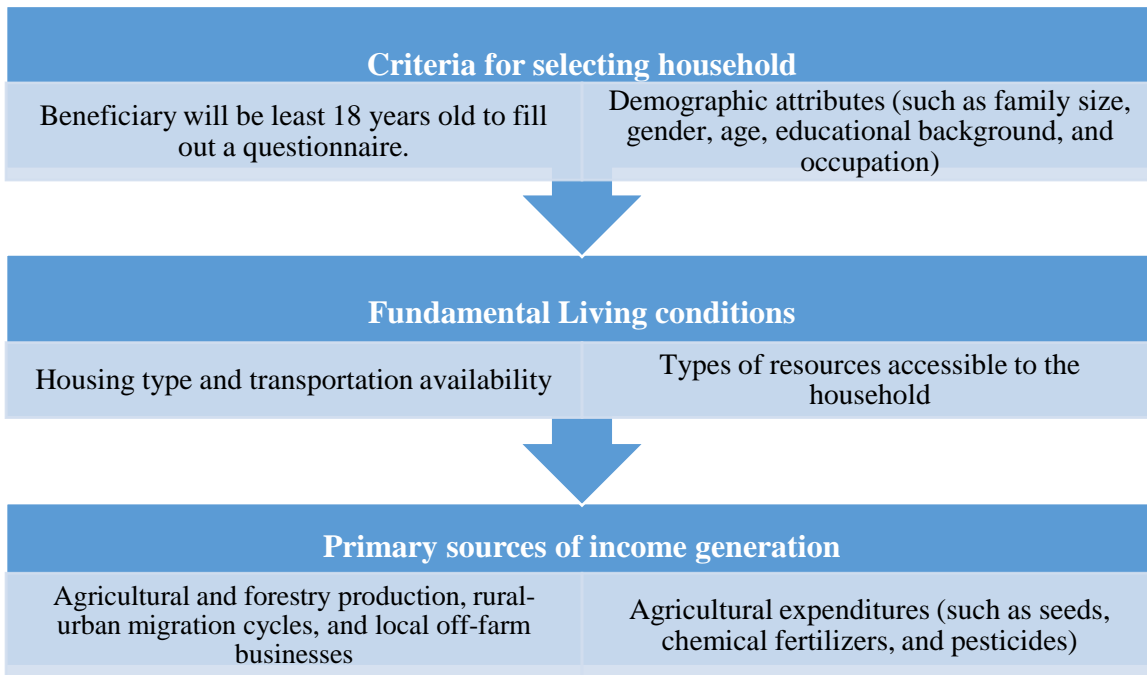 Criteria for selecting household
Beneficiary will be least 18 years old to fill
out a questionnaire.
Demographic attributes (such as family size,
gender, age, educational background, and
occupation)
Fundamental Living conditions
Housing type and transportation availability
Types of resources accessible to the
household
Primary sources of income generation
Agricultural and forestry production, rural-
urban migration cycles, and local off-farm
businesses
Agricultural expenditures (such as seeds,
chemical fertilizers, and pesticides)